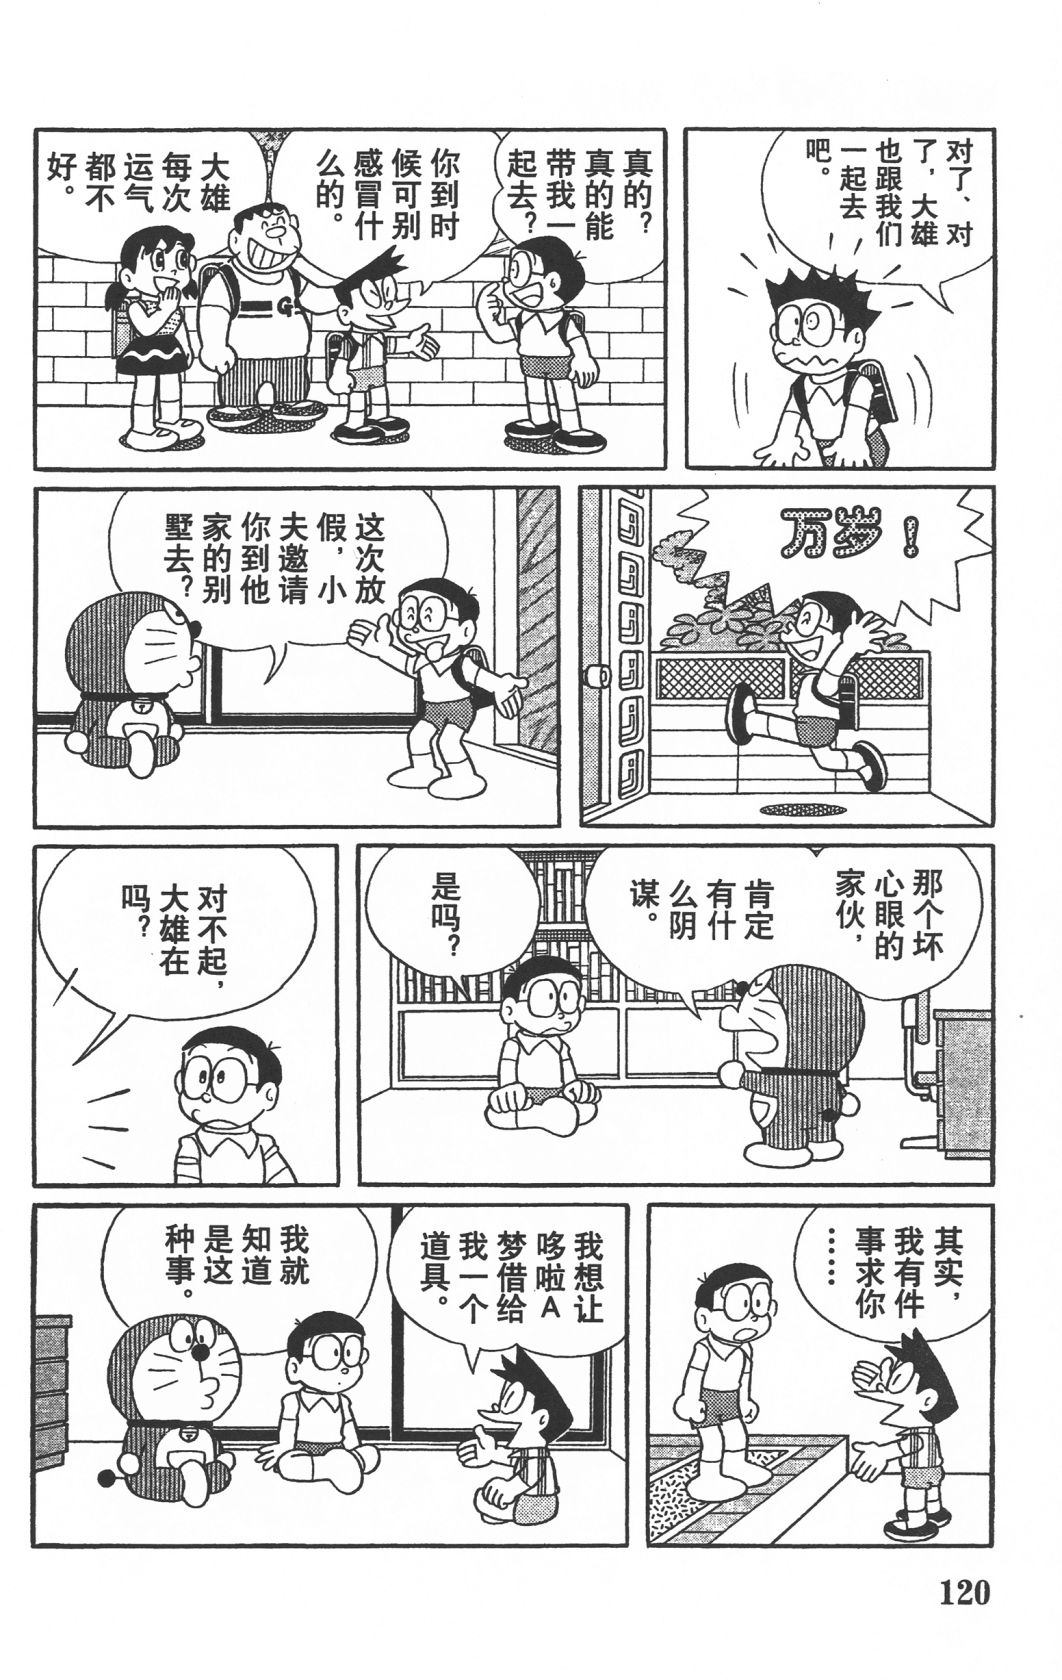 对了、对
了，大雄
也跟我们
一起去
吧。
真的？
真的能
带我一
起去？
你到时
候可别
感冒什
么的。
大雄
每次
运气
都不
好。
万岁！
这次放
假，小
夫邀请
你到他
家的别
墅去？
那个坏
心眼的
家伙，
肯定
有什
么阴
谋。
是吗？
对不起，
大雄在
吗？
其实，
我有件
事求你
……
我想让
哆啦A
梦借给
我一个
道具。
我就
知道
是这
种事。
120